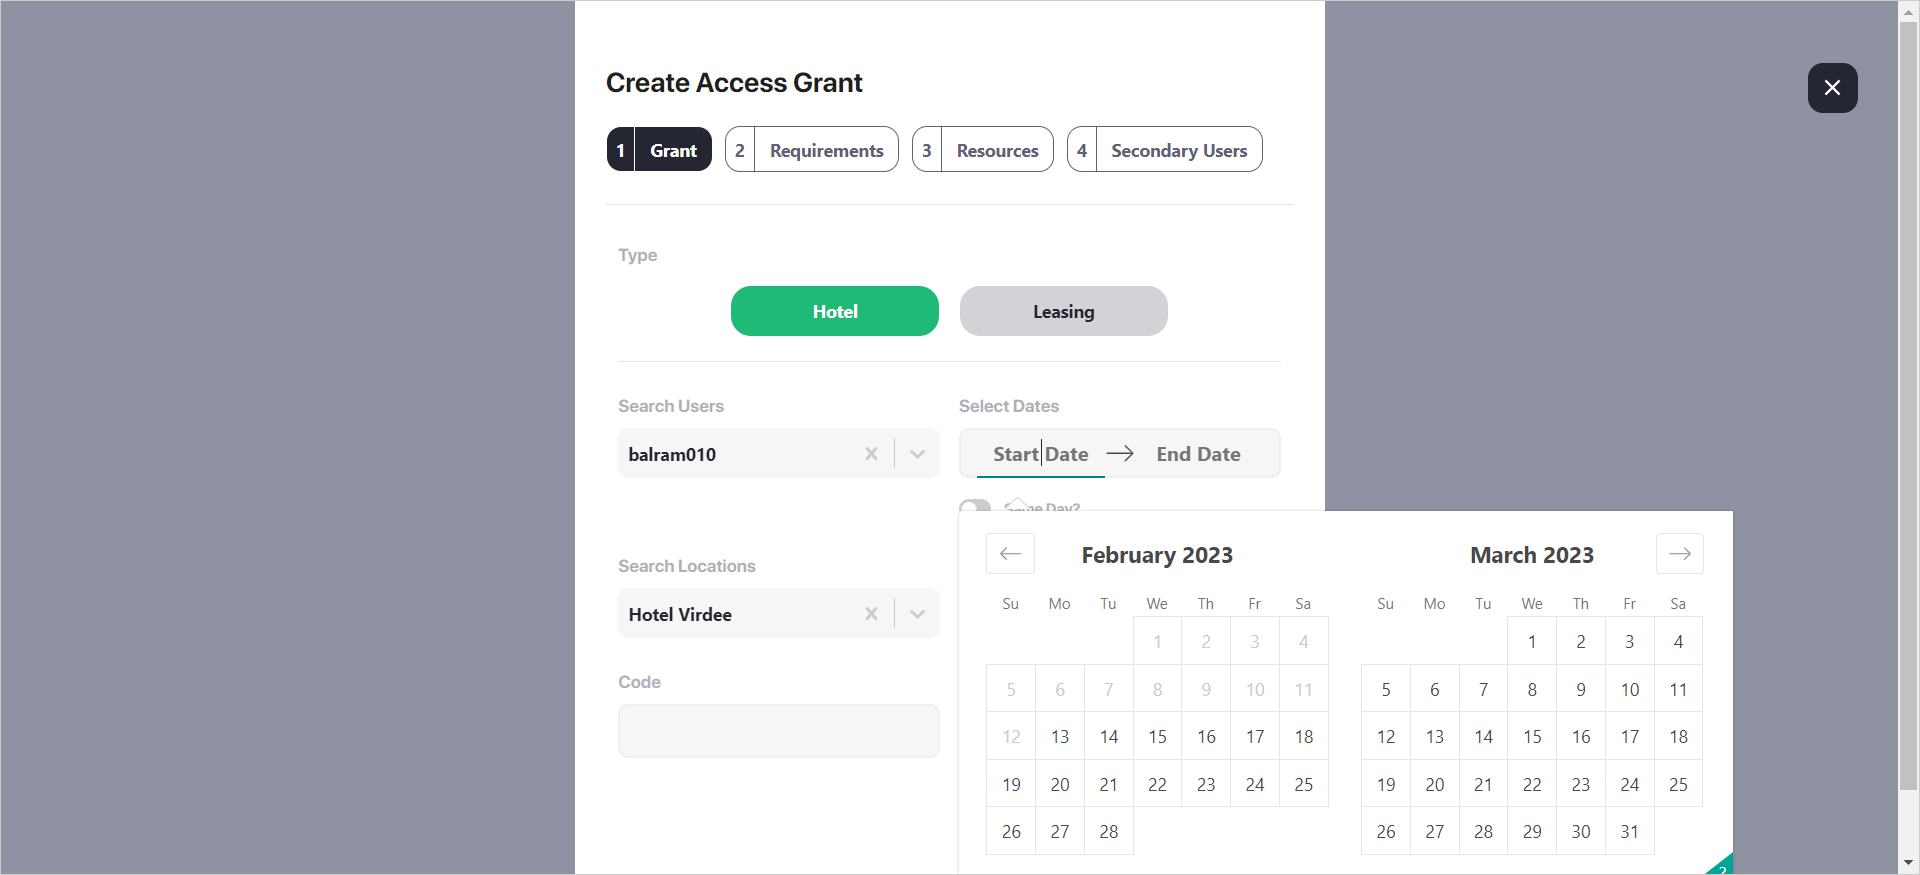 Create Access Grant
1 Grant 2 Requirements 3 Resources 4 Secondary Users
Type
Hotel Leasing
Search Users Select Dates
balram010 Start Date End Date
Same Day?
Search Locations
Hotel Virdee
Code
February 2023 March 2023
Su Mo Tu We Th Fr Sa Su Mo Tu We Th Fr Sa
1 2 3 4 1 2 3 4
5 6 7 8 9 10 11 5 6 7 8 9 10 11
12 13 14 15 16 17 18 12 13 14 15 16 17 18
19 20 21 22 23 24 25 19 20 21 22 23 24 25
26 27 28 26 27 28 29 30 31
?